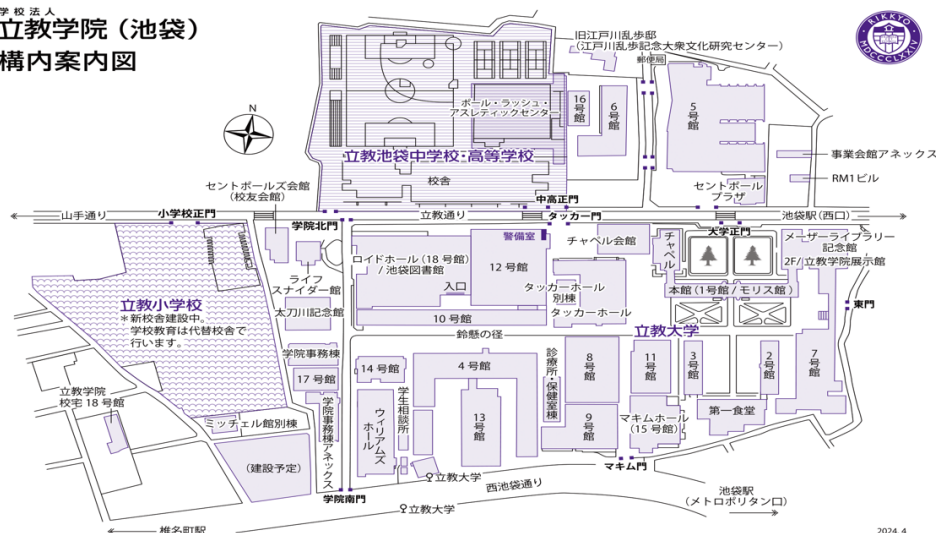 学校法人
立教学院（池袋）
構内案内図
RIKKYO
MDCCCLXXIV
旧江戸川乱歩邸
（江戸川乱歩記念大衆文化研究センター）
郵便局
N
ポール・ラッシュ・
アスレティックセンター
16号館
6号館
5号館
立教池袋中学校・高等学校
校舎
事業会館アネックス
RM1ビル
セントポールズ会館
（校友会館）
中高正門
セントポール
プラザ
山手通り
小学校正門
学院北門
立教通り
タッカー門
大学正門
池袋駅（西口）
警備室
チャペル会館
チャペル
メーザーライブラリー
記念館
2F/立教学院展示館
ロイドホール（18号館）
/池袋図書館
12号館
入口
タッカーホール
別棟
タッカーホール
ライフ
スナイダー館
本館（1号館/モリス館）
東門
立教小学校
＊新校舎建設中。
学校教育は代替校舎で
行います。
太刀川記念館
10号館
鈴懸の径
立教大学
学院事務棟
17号館
14号館
4号館
診療所・保健室棟
8号館
11号館
3号館
2号館
7号館
立教学院
校宅18号館
ミッチェル館別棟
学院事務棟アネックス
ウィリアムズ
ホール
学生相談所
13号館
9号館
マキムホール
（15号館）
第一食堂
（建設予定）
マキム門
立教大学
西池袋通り
学院南門
立教大学
池袋駅
（メトロポリタン口）
椎名町駅
2024.4